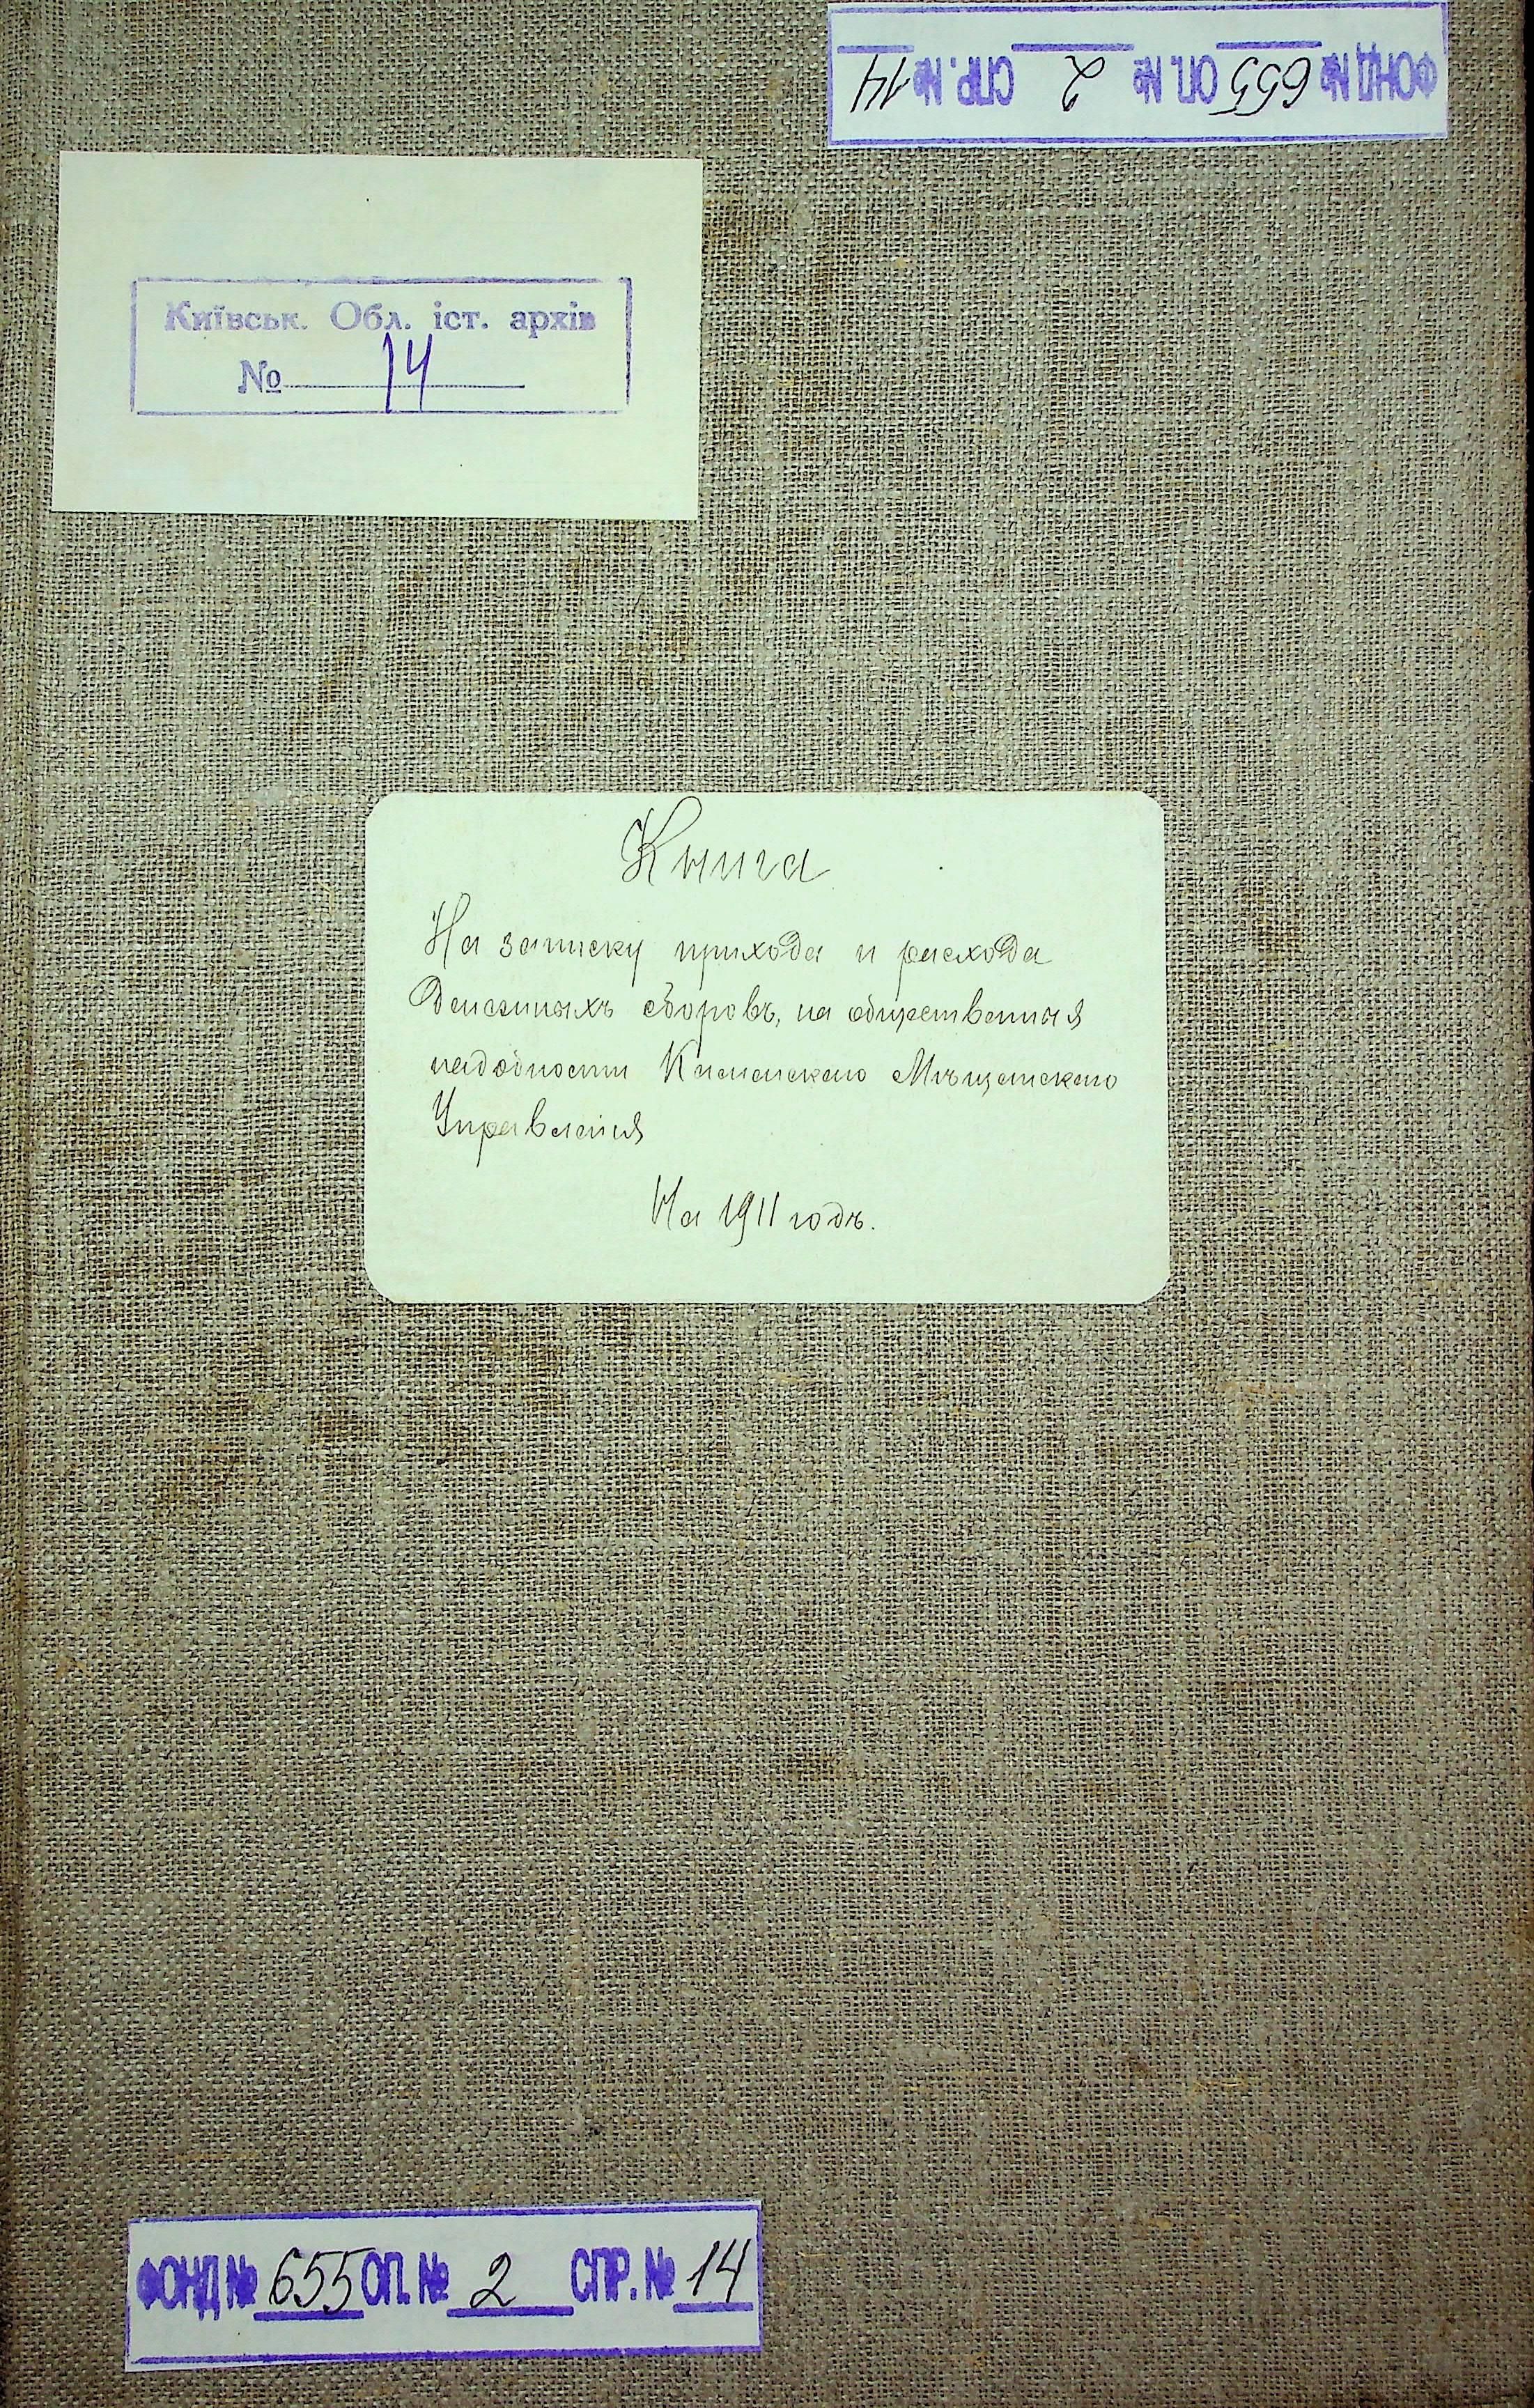 ФОНД № 655 ОП. № 2 СПР. № 14
Київськ. Обл. іст. архів
№ 14
Книга
На записку прихода и расхода
денежныхъ сборовъ, на общественныя
надобности Мѣщанскаго
Управленія
На 1911 годъ.
ФОНД № 655 ОП. № 2 СПР. № 14